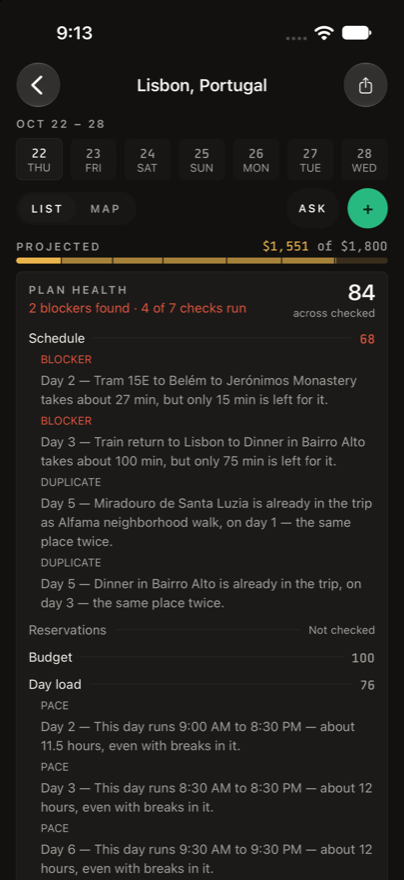 9:13
Lisbon, Portugal
OCT 22 – 28
22 23 24 25 26 27 28
THU FRI SAT SUN MON TUE WED
LIST MAP ASK +
PROJECTED $1,551 of $1,800
PLAN HEALTH 84
2 blockers found · 4 of 7 checks run across checked
Schedule 68
BLOCKER
Day 2 — Tram 15E to Belém to Jerónimos Monastery
takes about 27 min, but only 15 min is left for it.
BLOCKER
Day 3 — Train return to Lisbon to Dinner in Bairro Alto
takes about 100 min, but only 75 min is left for it.
DUPLICATE
Day 5 — Miradouro de Santa Luzia is already in the trip
as Alfama neighborhood walk, on day 1 — the same
place twice.
DUPLICATE
Day 5 — Dinner in Bairro Alto is already in the trip, on
day 3 — the same place twice.
Reservations Not checked
Budget 100
Day load 76
PACE
Day 2 — This day runs 9:00 AM to 8:30 PM — about
11.5 hours, even with breaks in it.
PACE
Day 3 — This day runs 8:30 AM to 8:30 PM — about 12
hours, even with breaks in it.
PACE
Day 6 — This day runs 9:30 AM to 9:30 PM — about 12
hours, even with breaks in it.